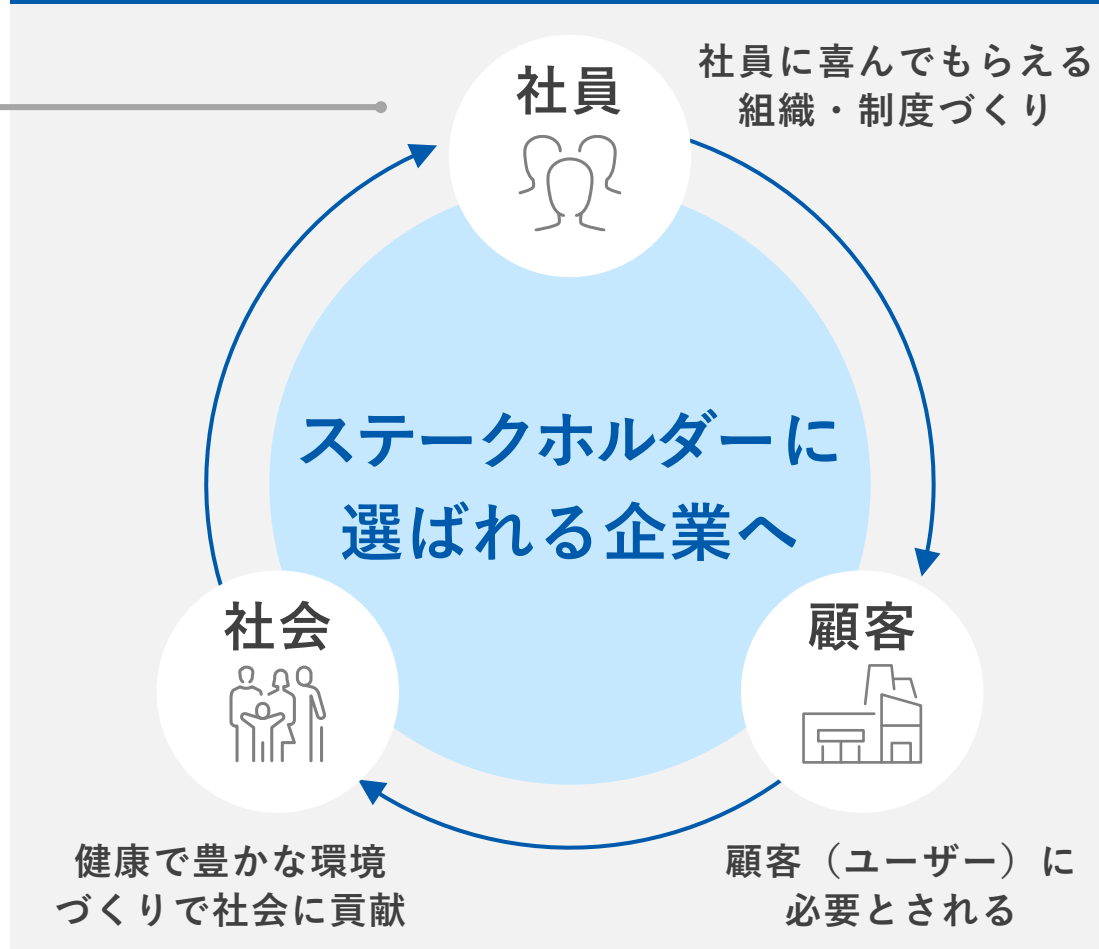 社員
社員に喜んでもらえる
組織・制度づくり
ステークホルダーに
選ばれる企業へ
社会
顧客
健康で豊かな環境
づくりで社会に貢献
顧客（ユーザー）に
必要とされる